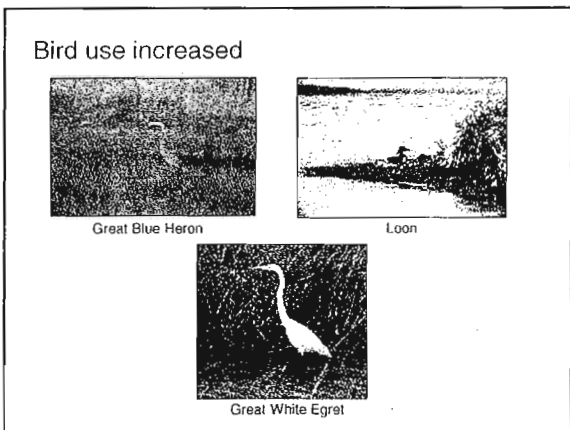 Bird use increased
Great Blue Heron
Loon
Great White Egret